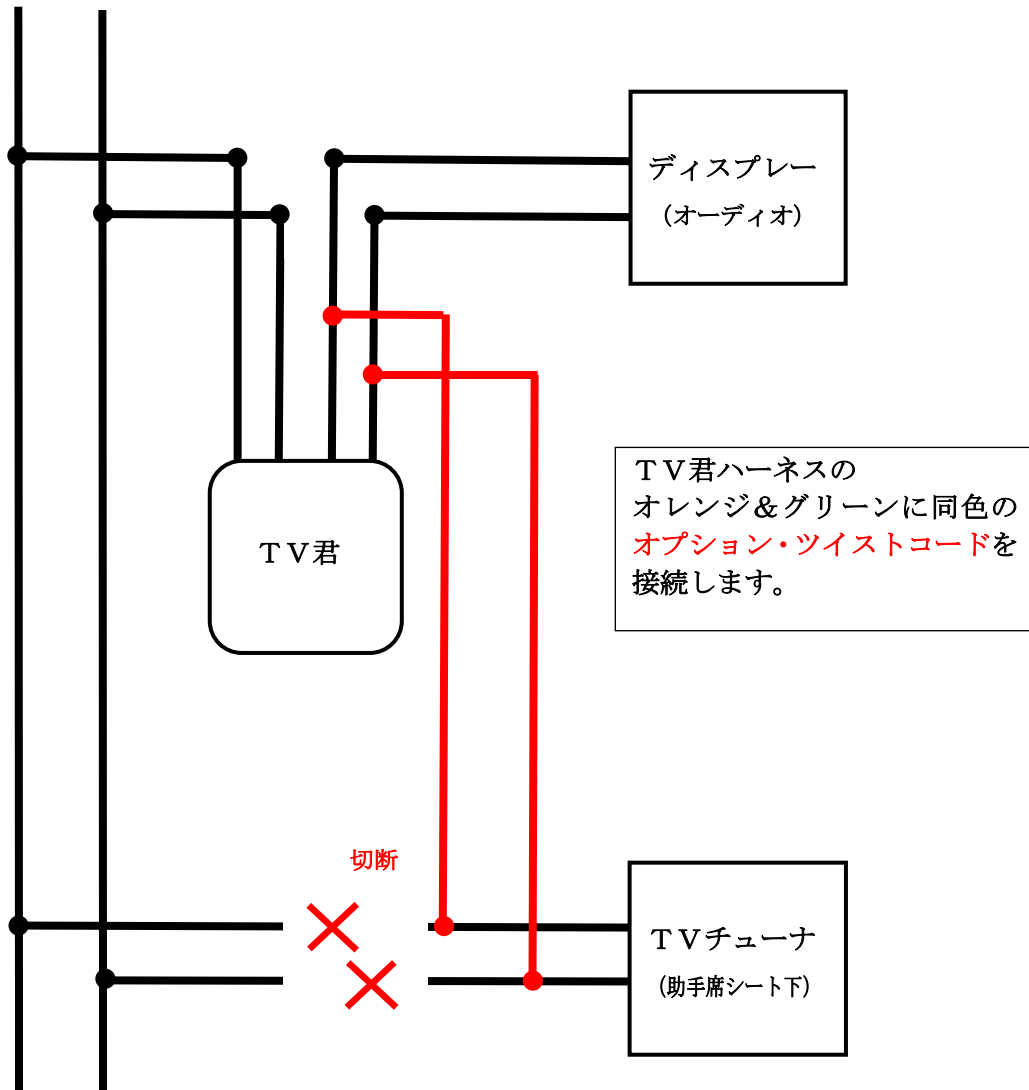 ディスプレー
（オーディオ）
ＴＶ君ハーネスの
オレンジ＆グリーンに同色の
オプション・ツイストコードを
接続します。
ＴＶ君
切断
ＴＶチューナ
（助手席シート下）